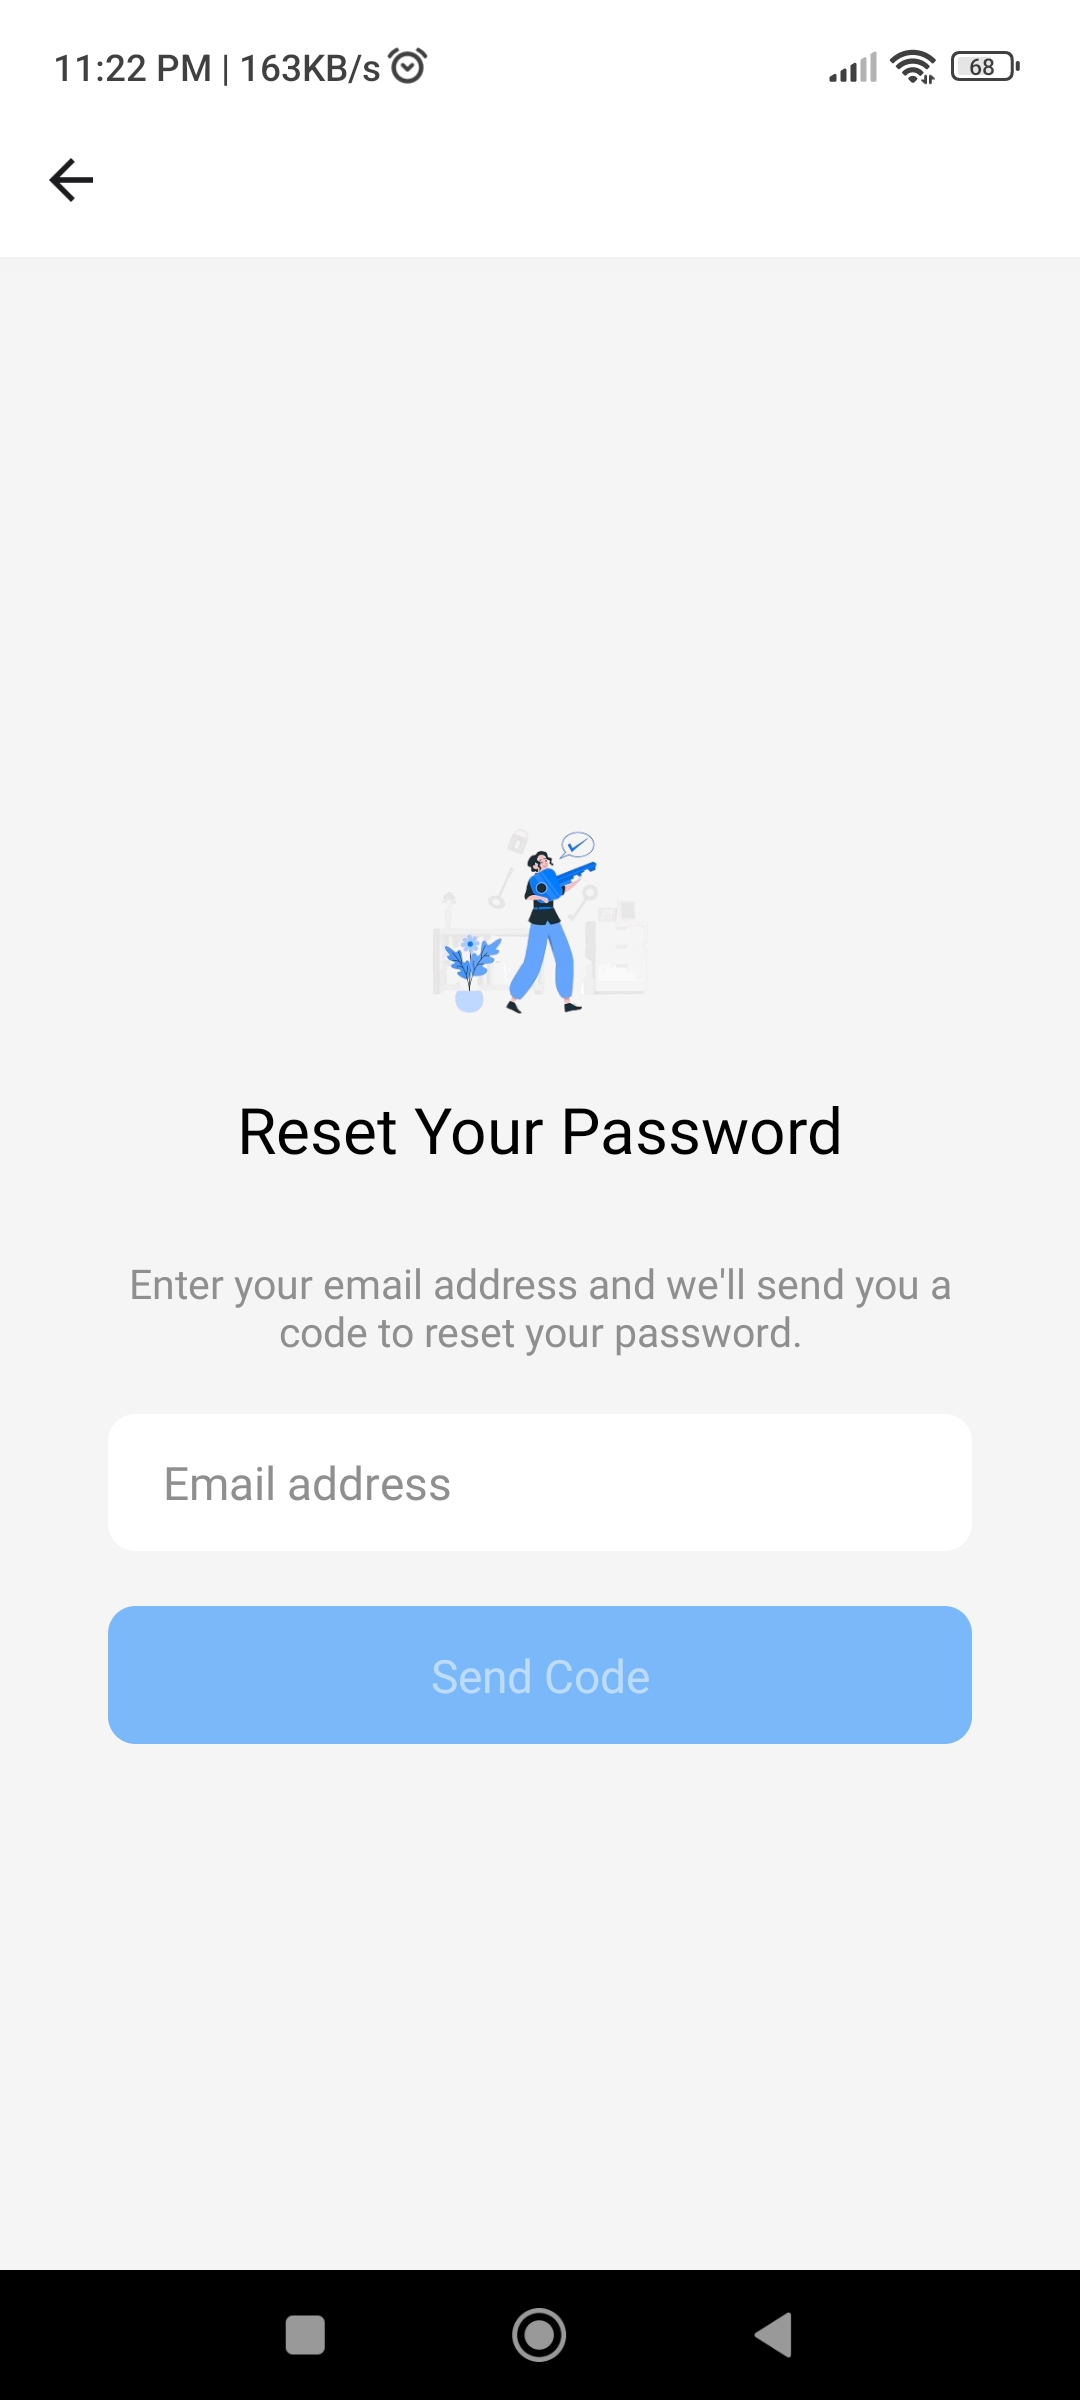 11:22 PM | 163KB/s
68
Reset Your Password
Enter your email address and we'll send you a
code to reset your password.
Email address
Send Code